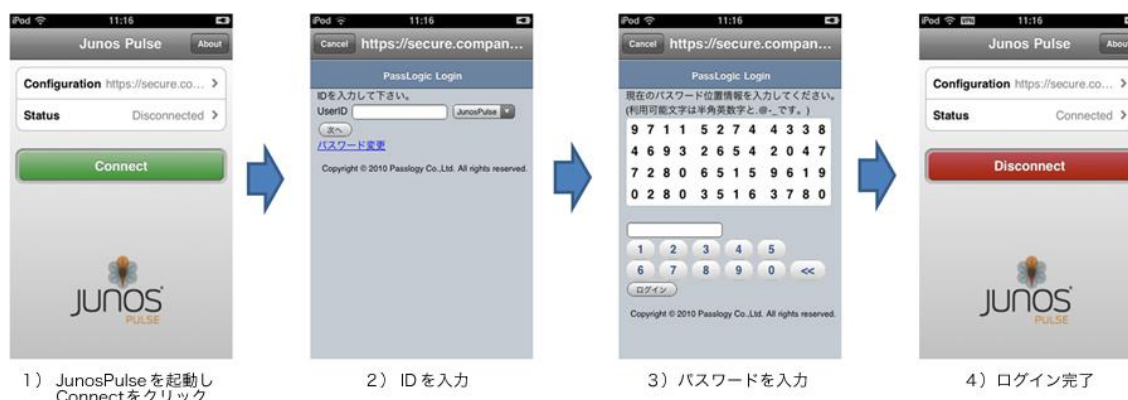 iPod 11:16
Junos Pulse About
Configuration https://secure.co...
Status Disconnected
Connect
JUNOS
PULSE
1） JunosPulseを起動し
Connectをクリック
iPod 11:16
Cancel https://secure.compan...
PassLogic Login
IDを入力して下さい。
UserID JunosPulse
次へ
パスワード変更
Copyright © 2010 Passlogy Co.,Ltd. All rights reserved.
2） IDを入力
iPod 11:16
Cancel https://secure.compan...
PassLogic Login
現在のパスワード位置情報を入力してください。
(利用可能文字は半角英数字と.@-_です。)
9 7 1 1 5 2 7 4 4 3 3 8
4 6 9 3 2 6 5 4 2 0 4 7
7 2 8 0 6 5 1 5 9 6 1 9
0 2 8 0 3 5 1 6 3 7 8 0
1 2 3 4 5
6 7 8 9 0 <<
ログイン
Copyright © 2010 Passlogy Co.,Ltd. All rights reserved.
3）パスワードを入力
iPod VPN 11:16
Junos Pulse About
Configuration https://secure.co...
Status Connected
Disconnect
JUNOS
PULSE
4）ログイン完了